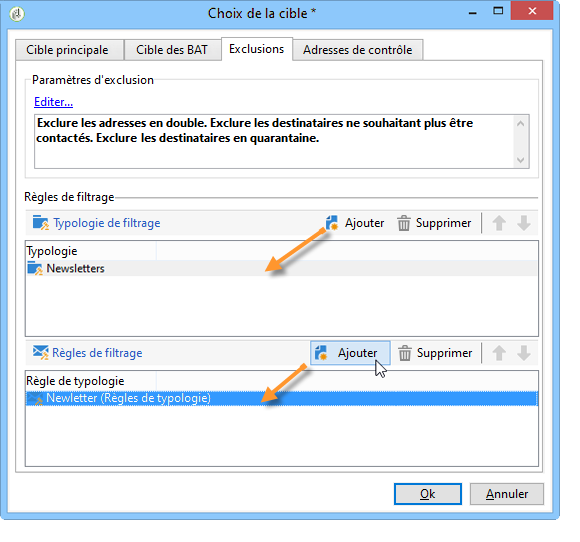 Choix de la cible *
Cible principale Cible des BAT Exclusions Adresses de contrôle
Paramètres d'exclusion
Editer...
Exclure les adresses en double. Exclure les destinataires ne souhaitant plus être
contactés. Exclure les destinataires en quarantaine.
Règles de filtrage
Typologie de filtrage Ajouter Supprimer
Typologie
Newsletters
Règles de filtrage Ajouter Supprimer
Règle de typologie
Newletter (Règles de typologie)
Ok Annuler